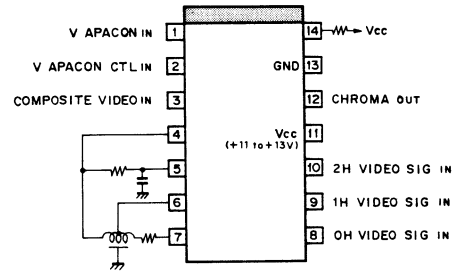 V APACON IN 1
V APACON CTL IN 2
COMPOSITE VIDEO IN 3
4
5
6
7
14 Vcc
GND 13
12 CHROMA OUT
Vcc 11
(+11 to +13V)
10 2H VIDEO SIG IN
9 1H VIDEO SIG IN
8 0H VIDEO SIG IN